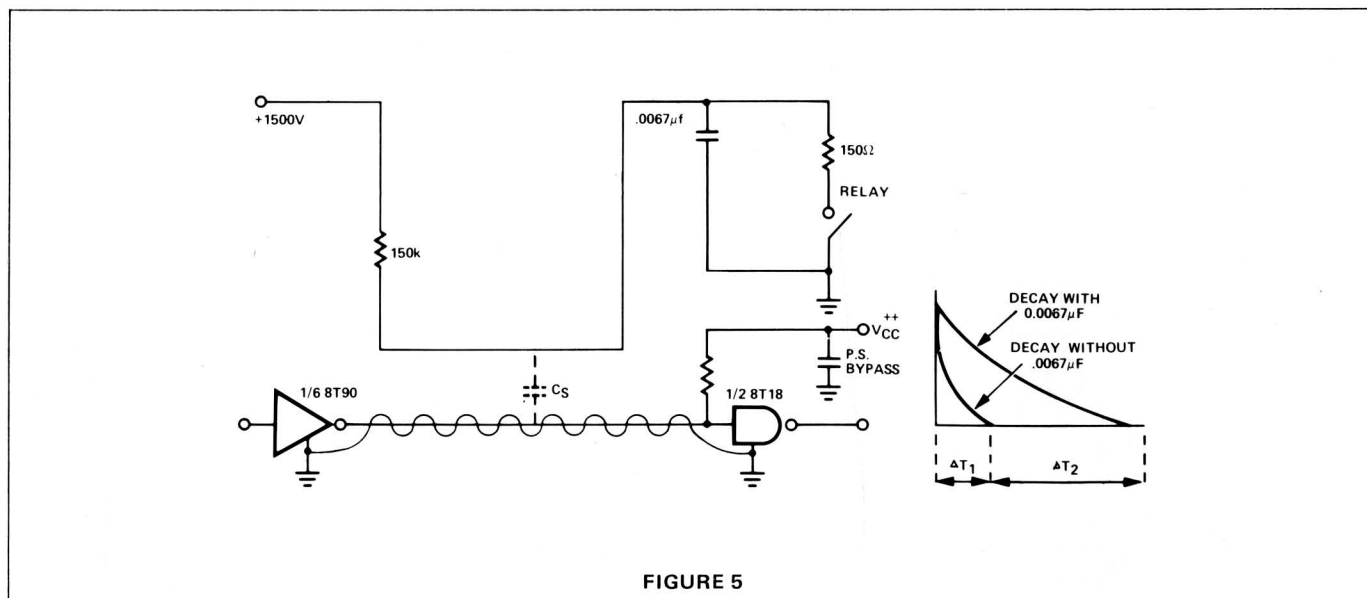 +1500V
.0067μf
150Ω
RELAY
150k
++
VCC
P.S.
BYPASS
CS
1/6 8T90
1/2 8T18
DECAY WITH
0.0067μF
DECAY WITHOUT
.0067μF
ΔT1
ΔT2
FIGURE 5